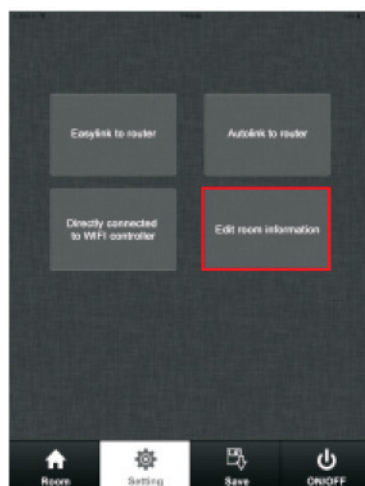 Easylink to router
Autolink to router
Directly connected
to WIFI controller
Edit room information
Room
Setting
Save
ON/OFF